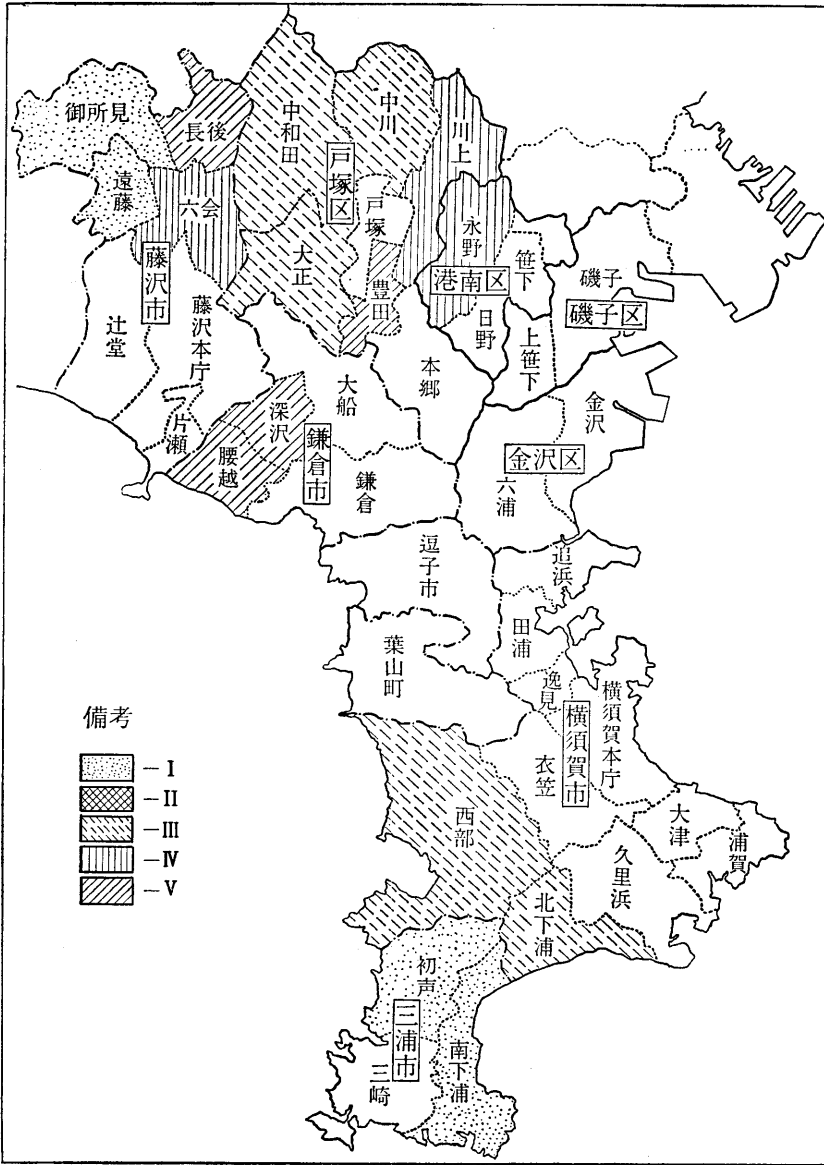 御所見
長後
中和田
中川
川上
遠藤
六会
戸塚区
戸塚
永野
笹下
藤沢市
大正
豊田
港南区
磯子
磯子区
辻堂
藤沢本庁
日野
上笹下
本郷
大船
金沢
片瀬
深沢
腰越
鎌倉市
鎌倉
金沢区
六浦
逗子市
追浜
田浦
葉山町
逸見
横須賀本庁
横須賀市
衣笠
備考
－I
－II
－III
－IV
－V
西部
大津
浦賀
久里浜
北下浦
初声
三浦市
南下浦
三崎